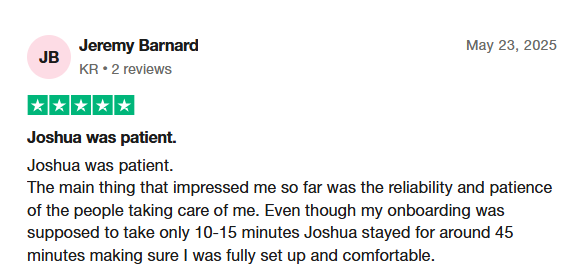 JB
Jeremy Barnard
May 23, 2025
KR • 2 reviews
Joshua was patient.
Joshua was patient.
The main thing that impressed me so far was the reliability and patience
of the people taking care of me. Even though my onboarding was
supposed to take only 10-15 minutes Joshua stayed for around 45
minutes making sure I was fully set up and comfortable.